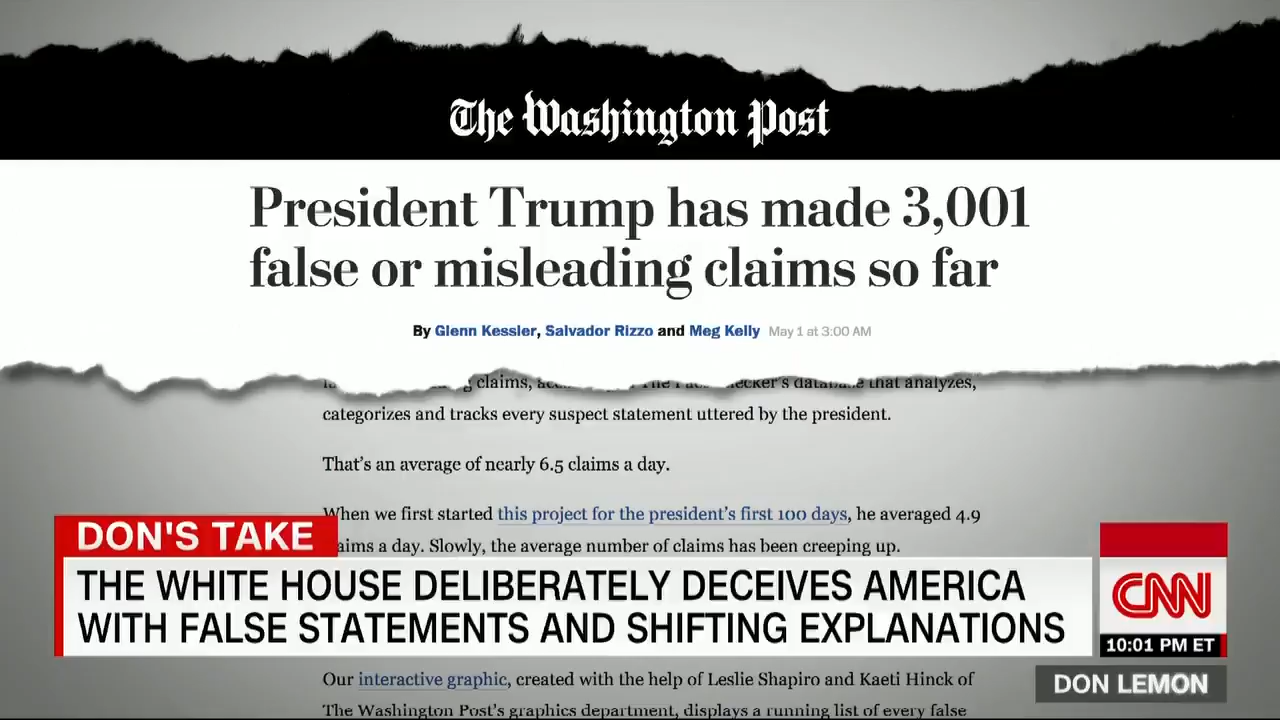 The Washington Post
President Trump has made 3,001
false or misleading claims so far
By Glenn Kessler, Salvador Rizzo and Meg Kelly May 1 at 3:00 AM
claims, that analyzes,
categorizes and tracks every suspect statement uttered by the president.
That's an average of nearly 6.5 claims a day.
When we first started this project for the president's first 100 days, he averaged 4.9
a day. Slowly, the average number of claims has been creeping up.
DON'S TAKE
THE WHITE HOUSE DELIBERATELY DECEIVES AMERICA
WITH FALSE STATEMENTS AND SHIFTING EXPLANATIONS
CNN
10:01 PM ET
DON LEMON
Our interactive graphic, created with the help of Leslie Shapiro and Kaeti Hinck of
The Washington Post's graphics department, displays a running list of every false